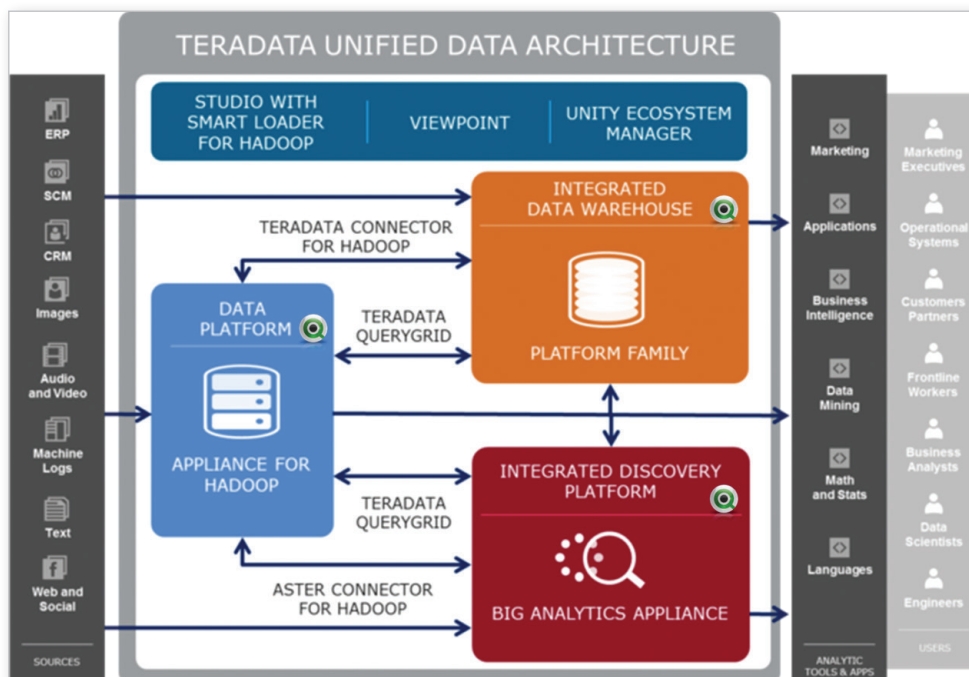 TERADATA UNIFIED DATA ARCHITECTURE
STUDIO WITH
SMART LOADER
FOR HADOOP
VIEWPOINT
UNITY ECOSYSTEM
MANAGER
ERP
SCM
CRM
Images
Audio
and Video
Machine
Logs
Text
Web and
Social
SOURCES
TERADATA CONNECTOR
FOR HADOOP
INTEGRATED
DATA WAREHOUSE
PLATFORM FAMILY
DATA
PLATFORM
APPLIANCE FOR
HADOOP
TERADATA
QUERYGRID
TERADATA
QUERYGRID
INTEGRATED DISCOVERY
PLATFORM
BIG ANALYTICS APPLIANCE
ASTER CONNECTOR
FOR HADOOP
Marketing
Applications
Business
Intelligence
Data
Mining
Math
and Stats
Languages
ANALYTIC
TOOLS & APPS
Marketing
Executives
Operational
Systems
Customers
Partners
Frontline
Workers
Business
Analysts
Data
Scientists
Engineers
USERS